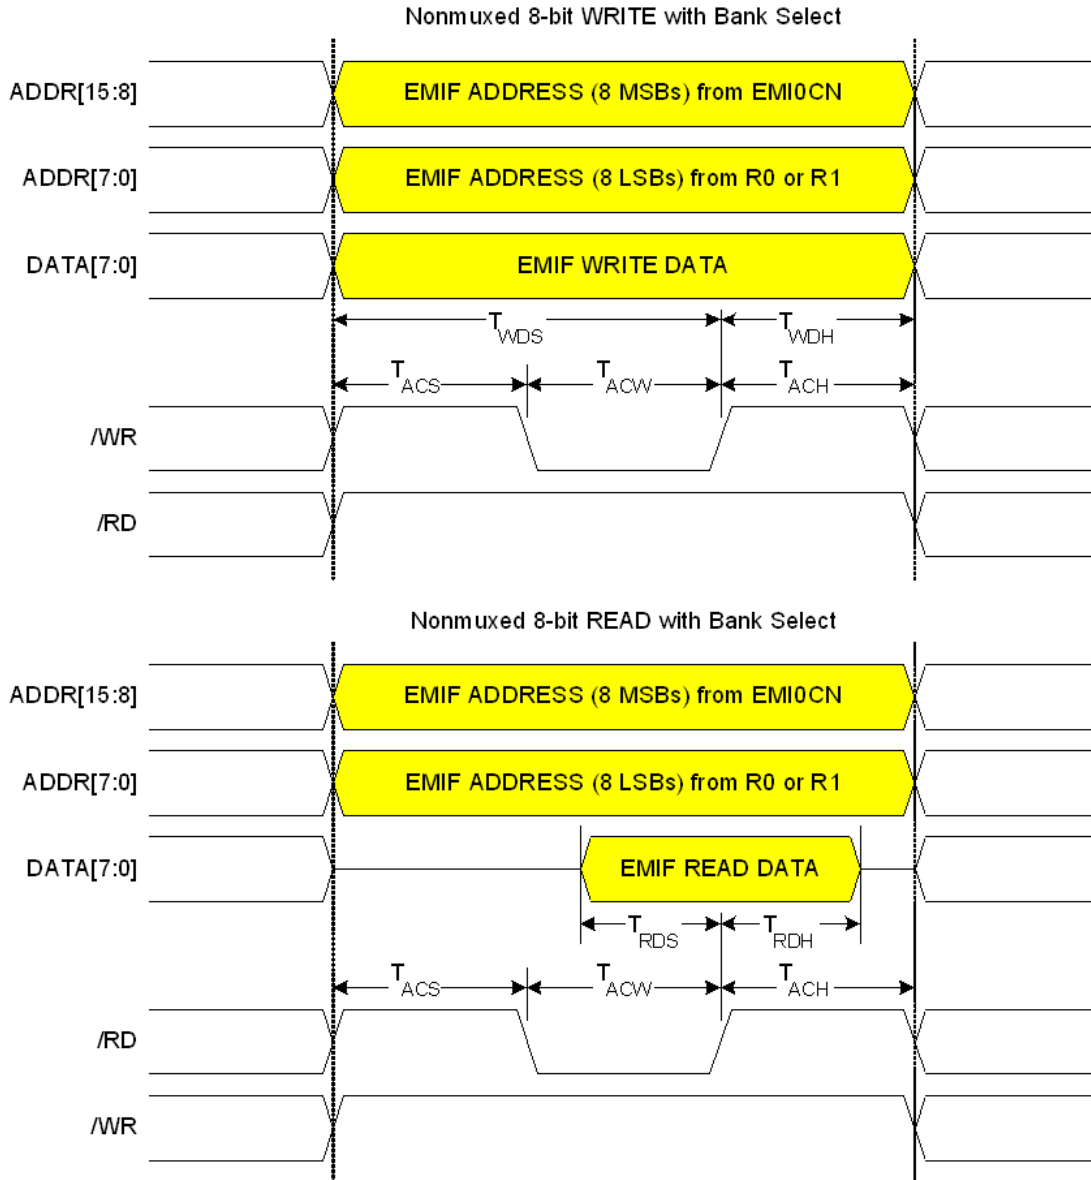 Nonmuxed 8-bit WRITE with Bank Select
ADDR[15:8]
EMIF ADDRESS (8 MSBs) from EMI0CN
ADDR[7:0]
EMIF ADDRESS (8 LSBs) from R0 or R1
DATA[7:0]
EMIF WRITE DATA
TWDS
TWDH
TACS
TACW
TACH
/WR
/RD
Nonmuxed 8-bit READ with Bank Select
ADDR[15:8]
EMIF ADDRESS (8 MSBs) from EMI0CN
ADDR[7:0]
EMIF ADDRESS (8 LSBs) from R0 or R1
DATA[7:0]
EMIF READ DATA
TRDS
TRDH
TACS
TACW
TACH
/RD
/WR